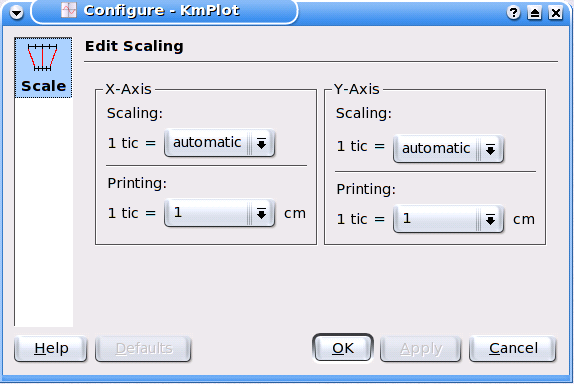 Configure - KmPlot
Scale
Edit Scaling
X-Axis
Scaling:
1 tic = automatic
Printing:
1 tic = 1 cm
Y-Axis
Scaling:
1 tic = automatic
Printing:
1 tic = 1 cm
Help Defaults OK Apply Cancel